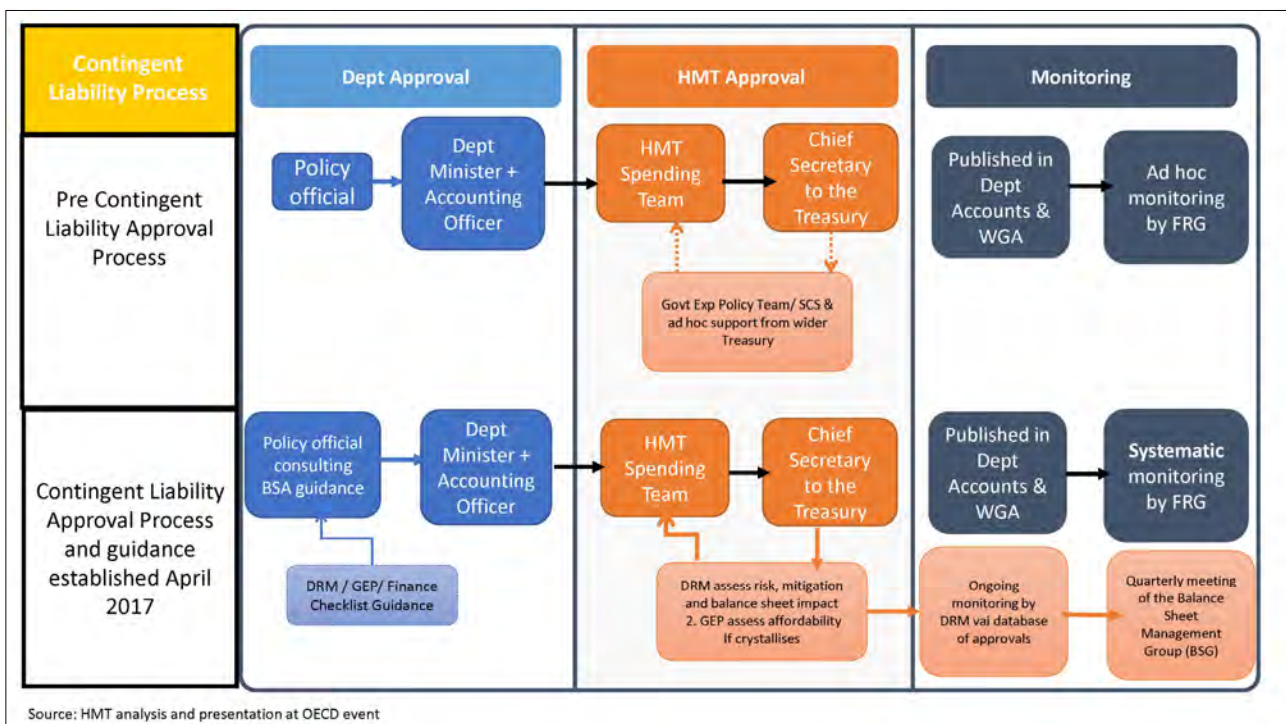 Contingent
Liability Process
Dept Approval
HMT Approval
Monitoring
Pre Contingent
Liability Approval
Process
Policy
official
Dept
Minister +
Accounting
Officer
HMT
Spending
Team
Chief
Secretary
to the
Treasury
Published in
Dept
Accounts &
WGA
Ad hoc
monitoring
by FRG
Govt Exp Policy Team/ SCS &
ad hoc support from wider
Treasury
Contingent Liability
Approval Process
and guidance
established April
2017
Policy official
consulting
BSA guidance
Dept
Minister +
Accounting
Officer
HMT
Spending
Team
Chief
Secretary
to the
Treasury
Published in
Dept
Accounts &
WGA
Systematic
monitoring
by FRG
DRM / GEP/ Finance
Checklist Guidance
DRM assess risk, mitigation
and balance sheet impact
2. GEP assess affordability
If crystallises
Ongoing
monitoring by
DRM vai database
of approvals
Quarterly meeting
of the Balance
Sheet
Management
Group (BSG)
Source: HMT analysis and presentation at OECD event